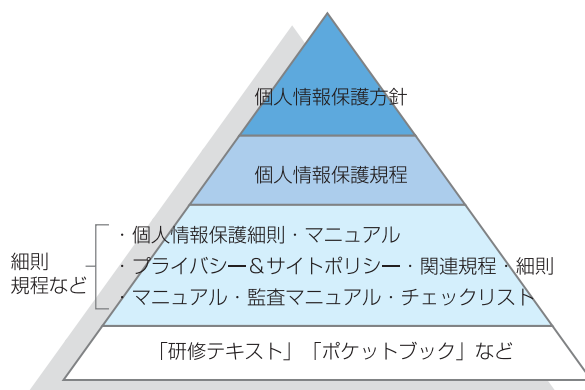 個人情報保護方針
個人情報保護規程
細則
規程など
・個人情報保護細則・マニュアル
・プライバシー＆サイトポリシー・関連規程・細則
・マニュアル・監査マニュアル・チェックリスト
「研修テキスト」「ポケットブック」など